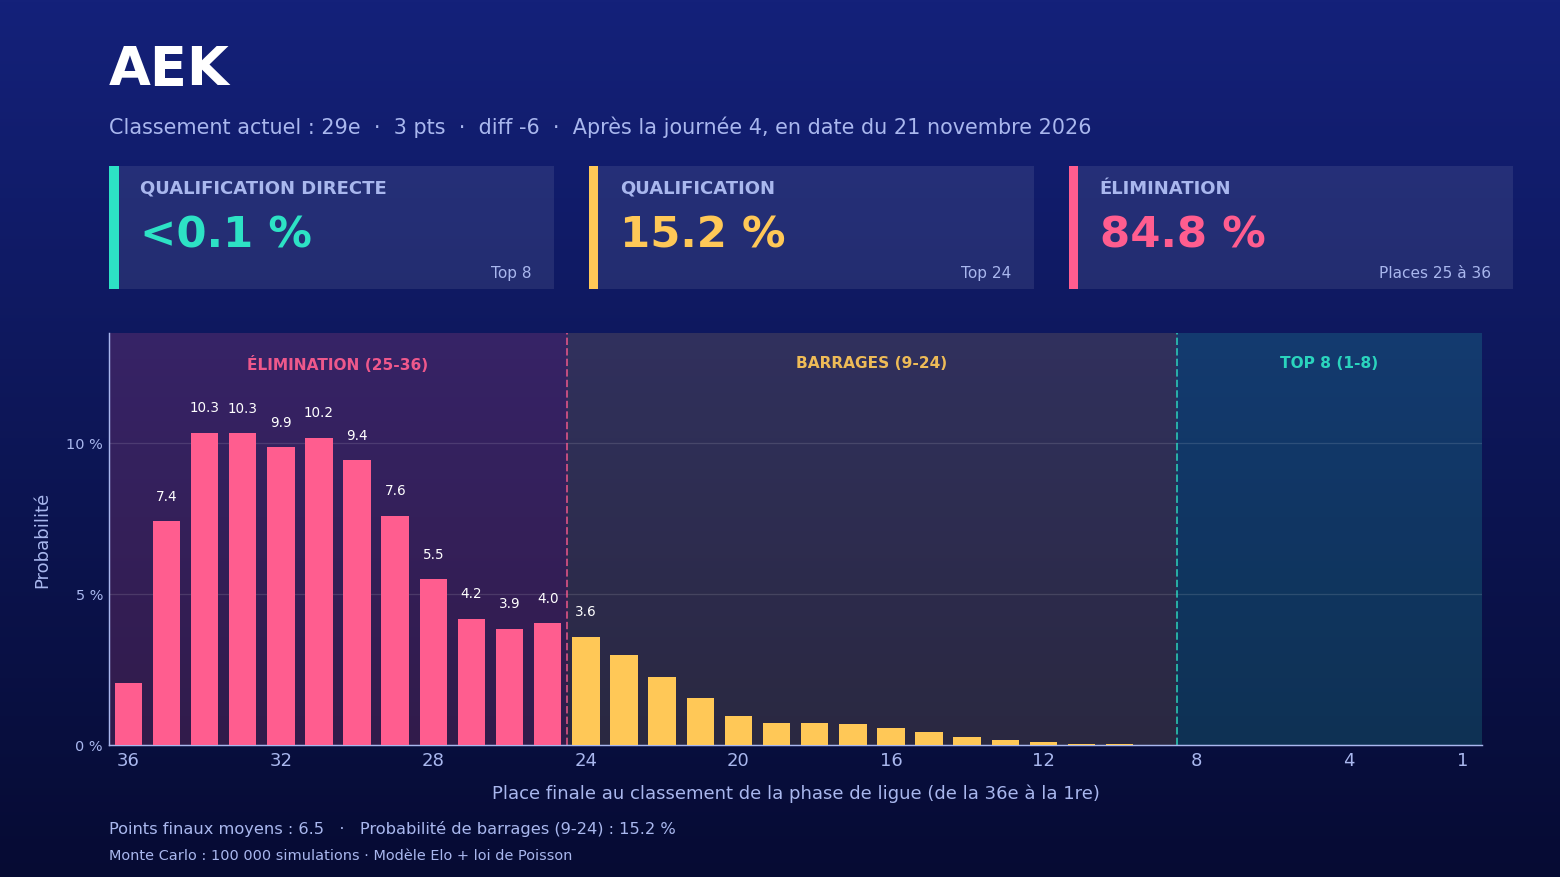 AEK
Classement actuel : 29e · 3 pts · diff -6 · Après la journée 4, en date du 21 novembre 2026
QUALIFICATION DIRECTE
<0.1 %
Top 8
QUALIFICATION
15.2 %
Top 24
ÉLIMINATION
84.8 %
Places 25 à 36
ÉLIMINATION (25-36)
BARRAGES (9-24)
TOP 8 (1-8)
Probabilité
10 %
5 %
0 %
7.4
10.3
10.3
9.9
10.2
9.4
7.6
5.5
4.2
3.9
4.0
3.6
36 32 28 24 20 16 12 8 4 1
Place finale au classement de la phase de ligue (de la 36e à la 1re)
Points finaux moyens : 6.5 · Probabilité de barrages (9-24) : 15.2 %
Monte Carlo : 100 000 simulations · Modèle Elo + loi de Poisson